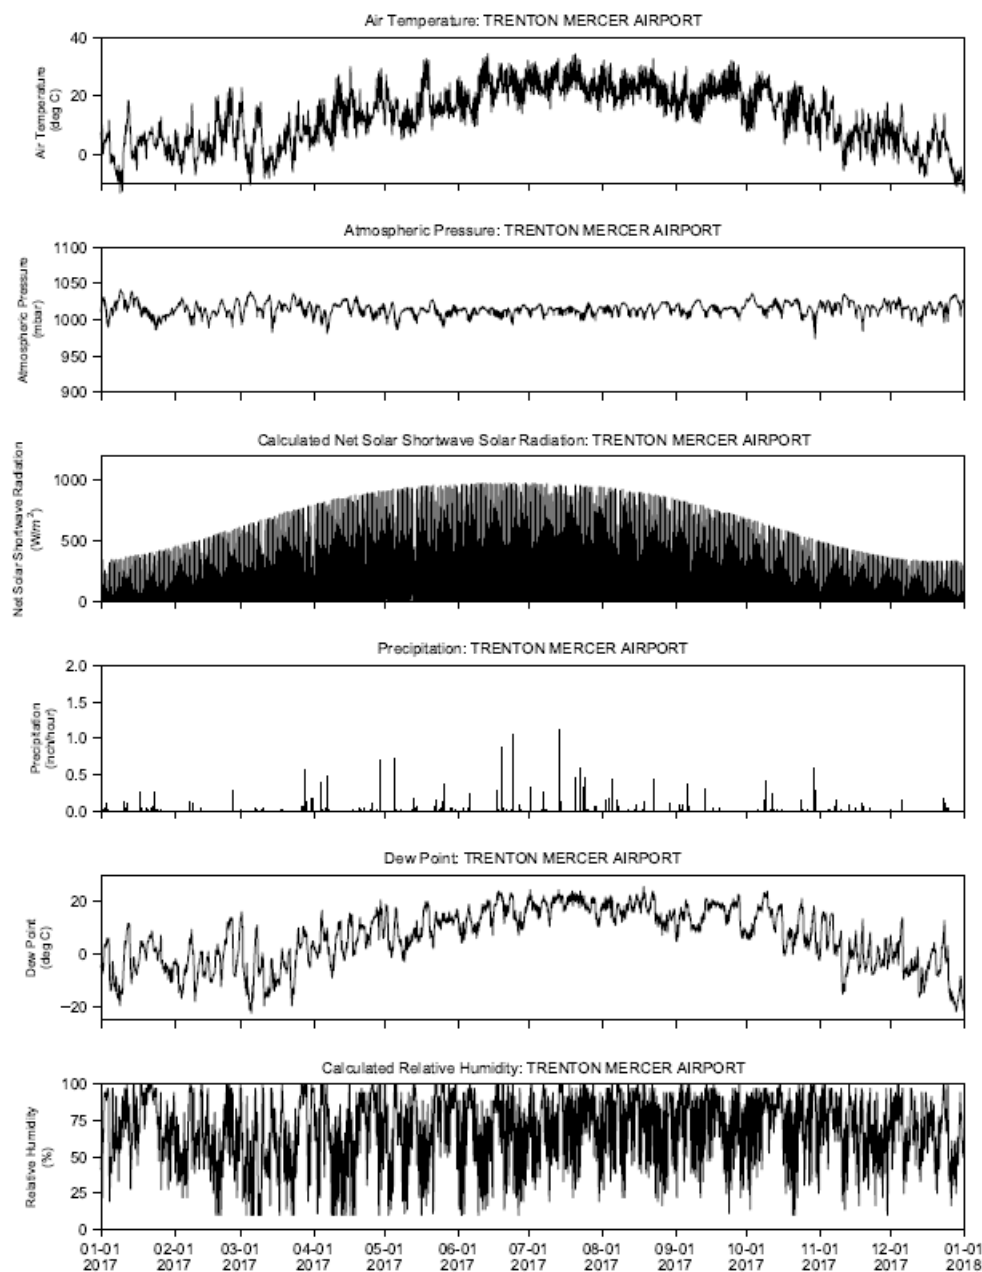 Air Temperature: TRENTON MERCER AIRPORT
Air Temperature
(deg C)
40
20
0
Atmospheric Pressure: TRENTON MERCER AIRPORT
Atmospheric Pressure
(mbar)
1100
1050
1000
950
900
Calculated Net Solar Shortwave Solar Radiation: TRENTON MERCER AIRPORT
Net Solar Shortwave Radiation
(W/m²)
1000
500
0
Precipitation: TRENTON MERCER AIRPORT
Precipitation
(inch/hour)
2.0
1.5
1.0
0.5
0.0
Dew Point: TRENTON MERCER AIRPORT
Dew Point
(deg C)
20
0
−20
Calculated Relative Humidity: TRENTON MERCER AIRPORT
Relative Humidity
(%)
100
75
50
25
0
01-01 02-01 03-01 04-01 05-01 06-01 07-01 08-01 09-01 10-01 11-01 12-01 01-01
2017 2017 2017 2017 2017 2017 2017 2017 2017 2017 2017 2017 2018